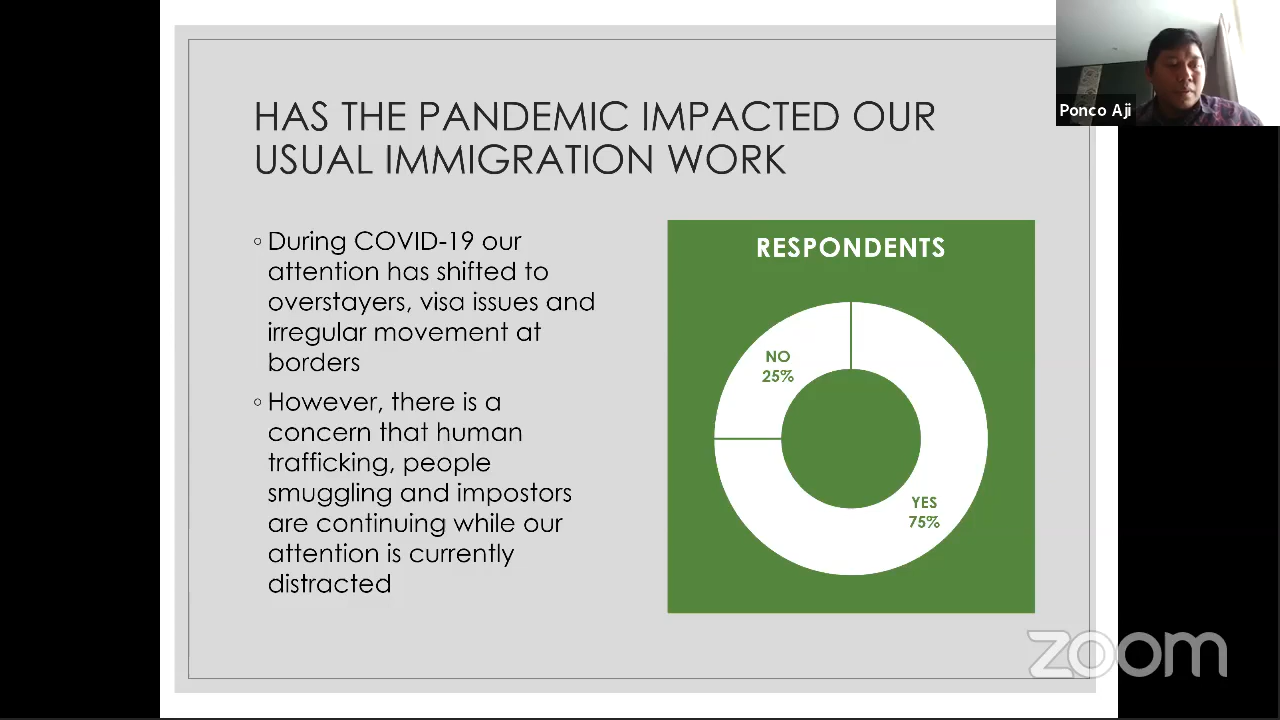 HAS THE PANDEMIC IMPACTED OUR
USUAL IMMIGRATION WORK
◦ During COVID-19 our
attention has shifted to
overstayers, visa issues and
irregular movement at
borders
◦ However, there is a
concern that human
trafficking, people
smuggling and impostors
are continuing while our
attention is currently
distracted
RESPONDENTS
NO
25%
YES
75%
Ponco Aji
zoom